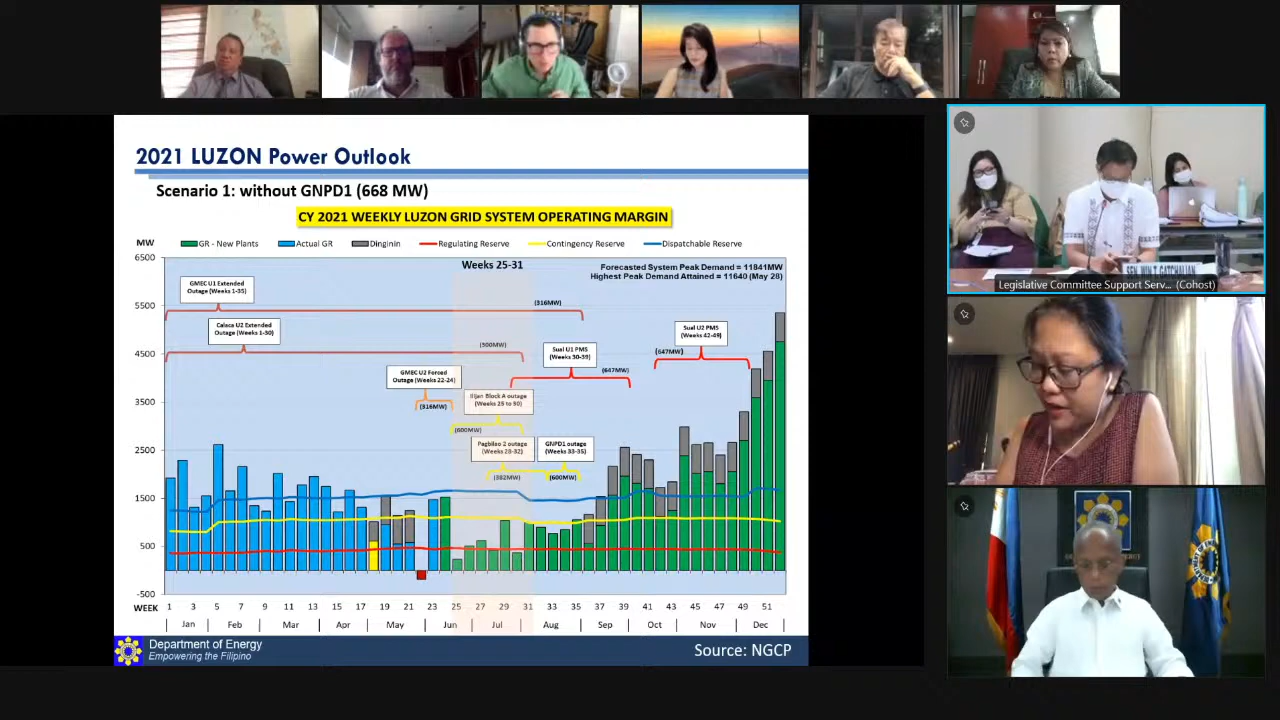 2021 LUZON Power Outlook
Scenario 1: without GNPD1 (668 MW)
CY 2021 WEEKLY LUZON GRID SYSTEM OPERATING MARGIN
MW
GR - New Plants
Actual GR
Dinginin
Regulating Reserve
Contingency Reserve
Dispatchable Reserve
6500
5500
4500
3500
2500
1500
500
-500
Weeks 25-31
Forecasted System Peak Demand = 11841MW
Highest Peak Demand Attained = 11640 (May 28)
GMEC U1 Extended
Outage (Weeks 1-35)
(316MW)
Calaca U2 Extended
Outage (Weeks 1-30)
(300MW)
Sual U1 PMS
(Weeks 30-39)
(647MW)
Sual U2 PMS
(Weeks 42-49)
(647MW)
GMEC U2 Forced
Outage (Weeks 22-24)
(316MW)
Ilijan Block A outage
(Weeks 25 to 30)
(600MW)
Pagbilao 2 outage
(Weeks 28-32)
(382MW)
GNPD1 outage
(Weeks 33-35)
(600MW)
WEEK 1 3 5 7 9 11 13 15 17 19 21 23 25 27 29 31 33 35 37 39 41 43 45 47 49 51
Jan Feb Mar Apr May Jun Jul Aug Sep Oct Nov Dec
Department of Energy
Empowering the Filipino
Source: NGCP
SEN. WIN T. GATCHALIAN
Legislative Committee Support Serv... (Cohost)